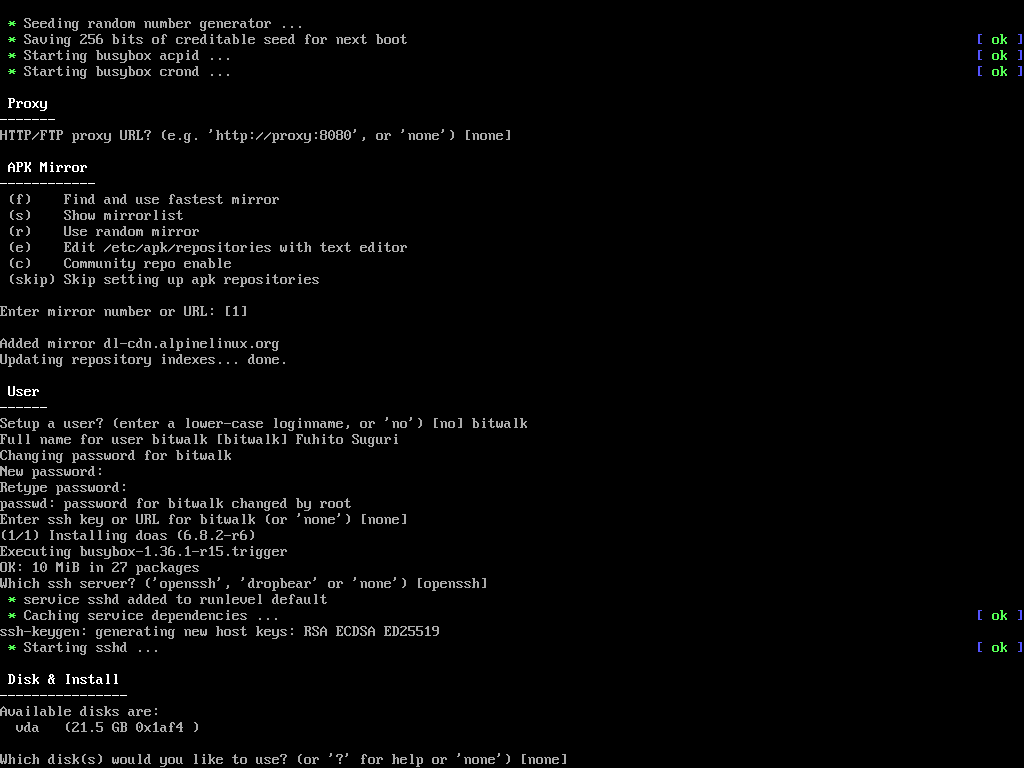 * Seeding random number generator ...
 * Saving 256 bits of creditable seed for next boot [ ok ]
 * Starting busybox acpid ... [ ok ]
 * Starting busybox crond ... [ ok ]
 Proxy
-------
HTTP/FTP proxy URL? (e.g. 'http://proxy:8080', or 'none') [none]
 APK Mirror
------------
 (f)    Find and use fastest mirror
 (s)    Show mirrorlist
 (r)    Use random mirror
 (e)    Edit /etc/apk/repositories with text editor
 (c)    Community repo enable
 (skip) Skip setting up apk repositories
Enter mirror number or URL: [1]
Added mirror dl-cdn.alpinelinux.org
Updating repository indexes... done.
 User
------
Setup a user? (enter a lower-case loginname, or 'no') [no] bitwalk
Full name for user bitwalk [bitwalk] Fuhito Suguri
Changing password for bitwalk
New password:
Retype password:
passwd: password for bitwalk changed by root
Enter ssh key or URL for bitwalk (or 'none') [none]
(1/1) Installing doas (6.8.2-r6)
Executing busybox-1.36.1-r15.trigger
OK: 10 MiB in 27 packages
Which ssh server? ('openssh', 'dropbear' or 'none') [openssh]
 * service sshd added to runlevel default
 * Caching service dependencies ... [ ok ]
ssh-keygen: generating new host keys: RSA ECDSA ED25519
 * Starting sshd ... [ ok ]
 Disk & Install
----------------
Available disks are:
  vda   (21.5 GB 0x1af4 )
Which disk(s) would you like to use? (or '?' for help or 'none') [none]